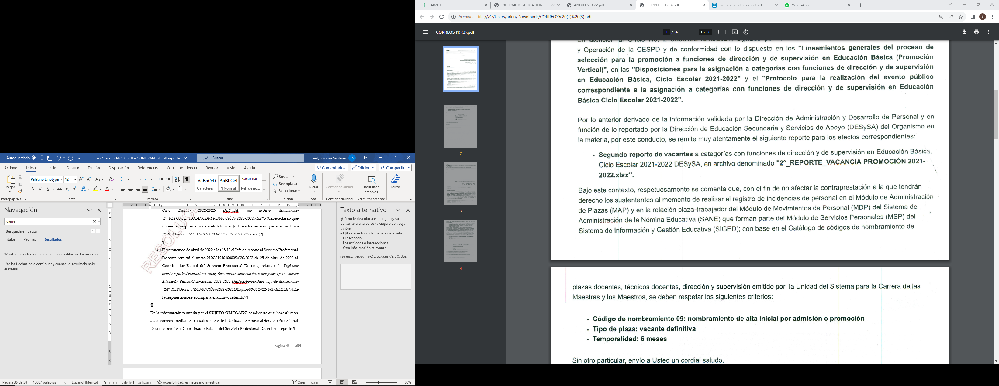 Autoguardado
16232 _acum_MODIFICA y CONFIRMA_SEIEM_reporte...
Buscar
Evelyn Souza Santana
ES
Archivo Inicio Insertar Dibujar Diseño Disposición Referencias Correspondencia Revisar Vista Ayuda
Comentarios Edición Compartir
Pegar
Palatino Linotype 12
N K S ab x₂ x² A A
AaBbCcD AaBbCcI AaBbCcDdEe
Caracteres... ¶ Normal Ref. de no...
Buscar
Reemplazar
Seleccionar
Dictar
Confidencialidad
Reutilizar archivos
Editor
Portapapeles Fuente Párrafo Estilos Edición Voz Confidencialidad Reutilizar archivos
Navegación
cierre
Búsqueda en pausa
Títulos Páginas Resultados
Word se ha detenido para que pueda editar su documento.
Use las flechas para continuar y avanzar al resultado más
acertado.
RESOLUC
Ciclo Escolar 2021-2022 DEDySA, en archivo denominado
"2°_REPORTE_VACANCIA PROMOCIÓN 2021-2022.xlsx"". (Cabe aclarar que
ni en la respuesta ni en el Informe Justificado se acompaña el archivo
2°_REPORTE_VACANCIA PROMOCIÓN 2021-2022.xlsx).¶
¶
• El veinticinco de abril de 2022 a las 18:10 el Jefe de Apoyo al Servicio Profesional
Docente remitió el oficio 210C0101040000S/620/2022 de 25 de abril de 2022 al
Coordinador Estatal del Servicio Profesional Docente, relativo al "Vigésimo
cuarto reporte de vacantes a categorías con funciones de dirección y de supervisión en
Educación Básica, Ciclo Escolar 2021-2022 DEDySA en archivo adjunto denominado
"24°_REPORTE_PROMOCIÓN 2021-2022DESySA 08 04 2022-1 (1).XLXSX". (En
la respuesta no se acompaña el archivo referido) ¶
¶
De la información remitida por el SUJETO OBLIGADO se advierte que, hace alusión
a dos correos, mediante los cuales el Jefe de la Unidad de Apoyo al Servicio Profesional
Docente, remite al Coordinador Estatal del Servicio Profesional Docente el reporte ¶
Página 36 de 58¶
Texto alternativo
¿Cómo le describiría este objeto y su
contexto a una persona ciega o con baja
visión?
- El/Los asunto(s) de manera detallada
- El escenario
- Las acciones o interacciones
- Otra información relevante
(se recomiendan 1-2 oraciones detalladas)
Página 36 de 58 13087 palabras Español (México) Predicciones de texto: activado Accesibilidad: es necesario investigar Concentración 80%
SAIMEX
INFORME JUSTIFICACIÓN 520-22
ANEXO 520-22.pdf
CORREOS (1) (3).pdf
Zimbra: Bandeja de entrada
WhatsApp
Archivo file:///C:/Users/arkin/Downloads/CORREOS%20(1)%20(3).pdf
e
CORREOS (1) (3).pdf
1 / 4
161%
1
2
3
4
y Operación de la CESPD y de conformidad con lo dispuesto en los "Lineamientos generales del proceso de
selección para la promoción a funciones de dirección y de supervisión en Educación Básica (Promoción
Vertical)", en las "Disposiciones para la asignación a categorías con funciones de dirección y de supervisión
en Educación Básica, Ciclo Escolar 2021-2022" y el "Protocolo para la realización del evento público
correspondiente a la asignación a categorías con funciones de dirección y de supervisión en Educación
Básica Ciclo Escolar 2021-2022".
Por lo anterior derivado de la información validada por la Dirección de Administración y Desarrollo de Personal y en
función de lo reportado por la Dirección de Educación Secundaria y Servicios de Apoyo (DESySA) del Organismo en
la materia, por este conducto, se remite muy atentamente el siguiente reporte para los efectos correspondientes:
• Segundo reporte de vacantes a categorías con funciones de dirección y de supervisión en Educación Básica,
Ciclo Escolar 2021-2022 DESySA, en archivo denominado "2°_REPORTE_VACANCIA PROMOCIÓN 2021-
2022.xlsx".
Bajo este contexto, respetuosamente se comenta que, con el fin de no afectar la contraprestación a la que tendrán
derecho los sustentantes al momento de realizar el registro de incidencias de personal en el Módulo de Administración
de Plazas (MAP) y en la relación plaza-trabajador del Módulo de Movimientos de Personal (MDP) del Sistema de
Administración de la Nómina Educativa (SANE) que forman parte del Módulo de Servicios Personales (MSP) del
Sistema de Información y Gestión Educativa (SIGED); con base en el Catálogo de códigos de nombramiento de
plazas docentes, técnicos docentes, dirección y supervisión emitido por la Unidad del Sistema para la Carrera de las
Maestras y los Maestros, se deben respetar los siguientes criterios:
• Código de nombramiento 09: nombramiento de alta inicial por admisión o promoción
• Tipo de plaza: vacante definitiva
• Temporalidad: 6 meses
Sin otro particular, envío a Usted un cordial saludo.